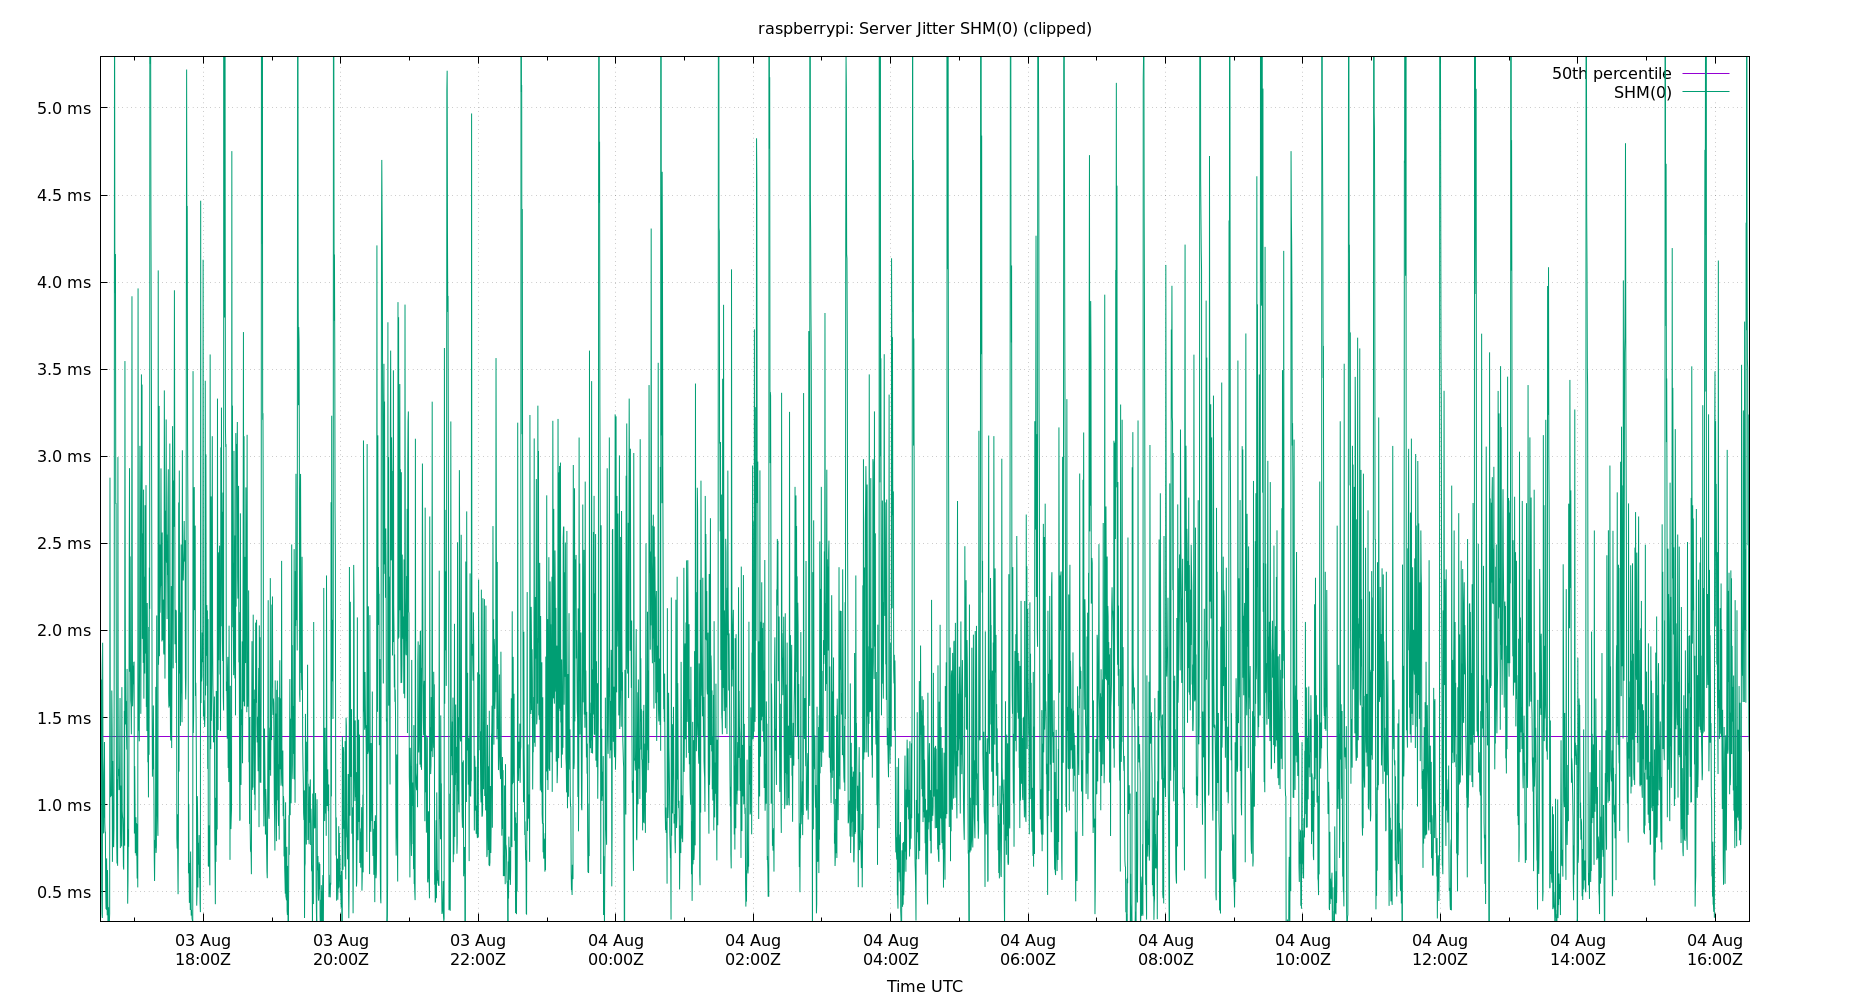 raspberrypi: Server Jitter SHM(0) (clipped)
50th percentile
SHM(0)
5.0 ms
4.5 ms
4.0 ms
3.5 ms
3.0 ms
2.5 ms
2.0 ms
1.5 ms
1.0 ms
0.5 ms
03 Aug 03 Aug 03 Aug 04 Aug 04 Aug 04 Aug 04 Aug 04 Aug 04 Aug 04 Aug 04 Aug 04 Aug
18:00Z 20:00Z 22:00Z 00:00Z 02:00Z 04:00Z 06:00Z 08:00Z 10:00Z 12:00Z 14:00Z 16:00Z
Time UTC